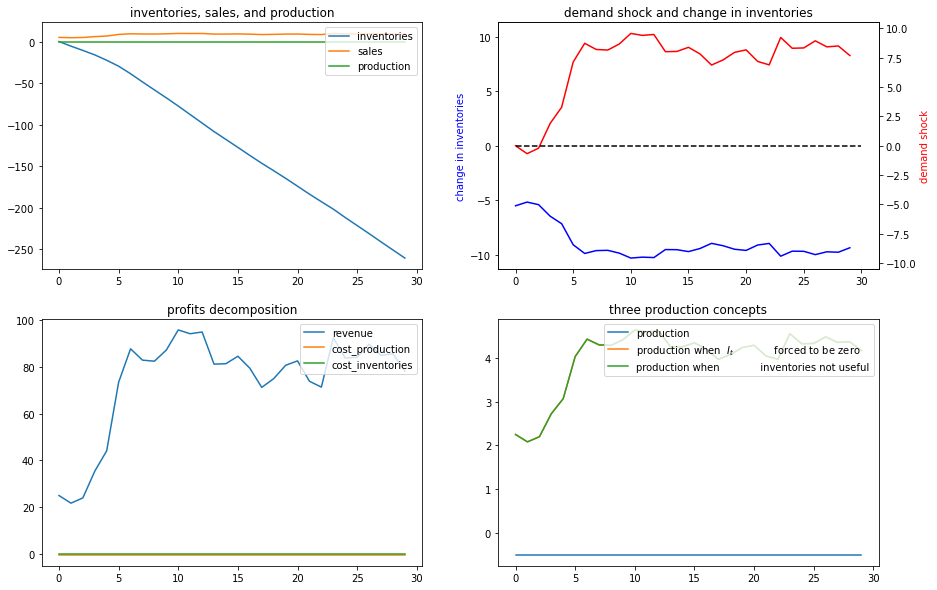 inventories, sales, and production
0
−50
−100
−150
−200
−250
0 5 10 15 20 25 30
inventories
sales
production
demand shock and change in inventories
change in inventories
10
5
0
−5
−10
0 5 10 15 20 25 30
10.0
7.5
5.0
2.5
0.0
−2.5
−5.0
−7.5
−10.0
demand shock
profits decomposition
100
80
60
40
20
0
0 5 10 15 20 25 30
revenue
cost_production
cost_inventories
three production concepts
4
3
2
1
0
0 5 10 15 20 25 30
production
production when I_t forced to be zero
production when inventories not useful